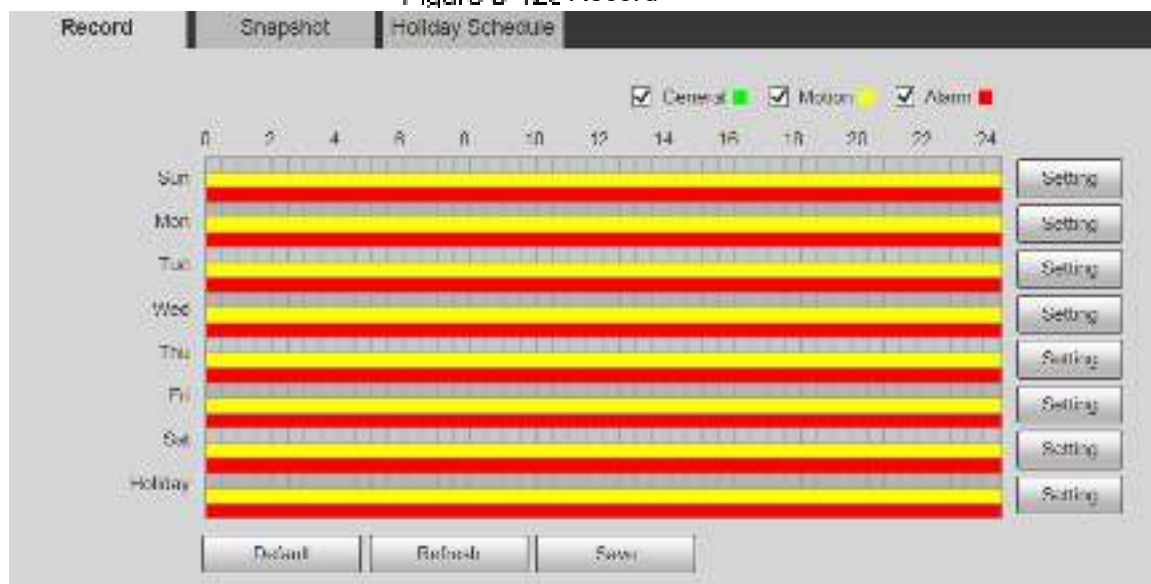 Record
Record Snapshot Holiday Schedule
General Motion Alarm
0 2 4 6 8 10 12 14 16 18 20 22 24
Sun Setting
Mon Setting
Tue Setting
Wed Setting
Thu Setting
Fri Setting
Sat Setting
Holiday Setting
Default Refresh Save